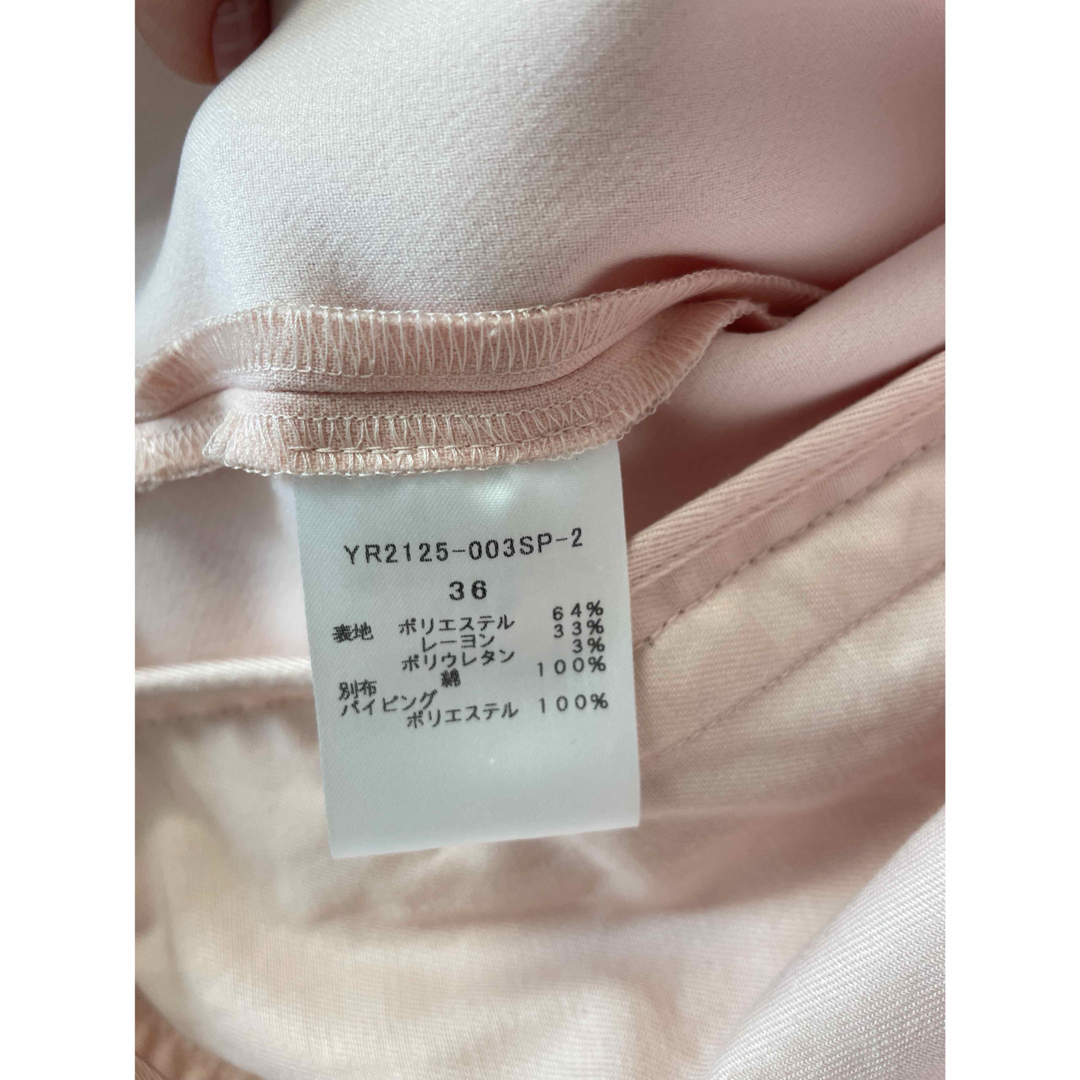 YR2125-003SP-2
36
表地 ポリエステル 64%
レーヨン 33%
ポリウレタン 3%
別布 綿 100%
パイピング
ポリエステル 100%